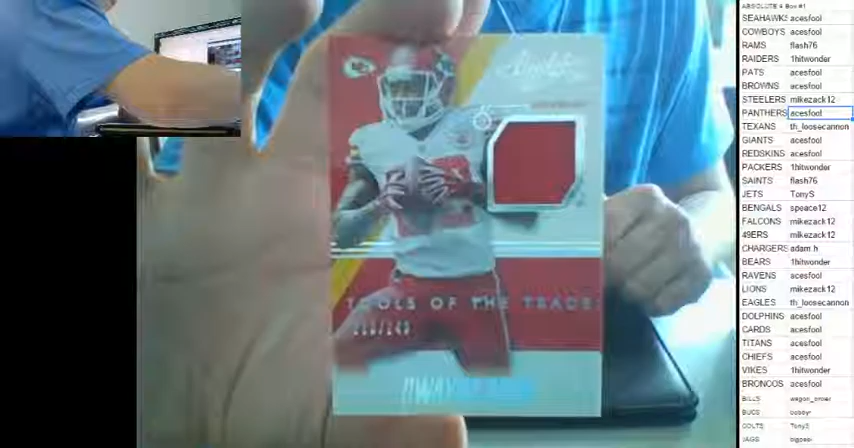 ABSOLUTE 4 Box #1
SEAHAWKS acesfool
COWBOYS acesfool
RAMS flash76
RAIDERS 1hitwonder
PATS acesfool
BROWNS acesfool
STEELERS mikezack12
PANTHERS acesfool
TEXANS th_loosecannon
GIANTS acesfool
REDSKINS acesfool
PACKERS 1hitwonder
SAINTS flash76
JETS TonyS
BENGALS speace12
FALCONS mikezack12
49ERS mikezack12
CHARGERS adam h
BEARS 1hitwonder
RAVENS acesfool
LIONS mikezack12
EAGLES th_loosecannon
DOLPHINS acesfool
CARDS acesfool
TITANS acesfool
CHIEFS acesfool
VIKES 1hitwonder
BRONCOS acesfool
BILLS
BUCS
COLTS TonyS
JAGS
KC
Absolute
TOOLS OF THE TRADE